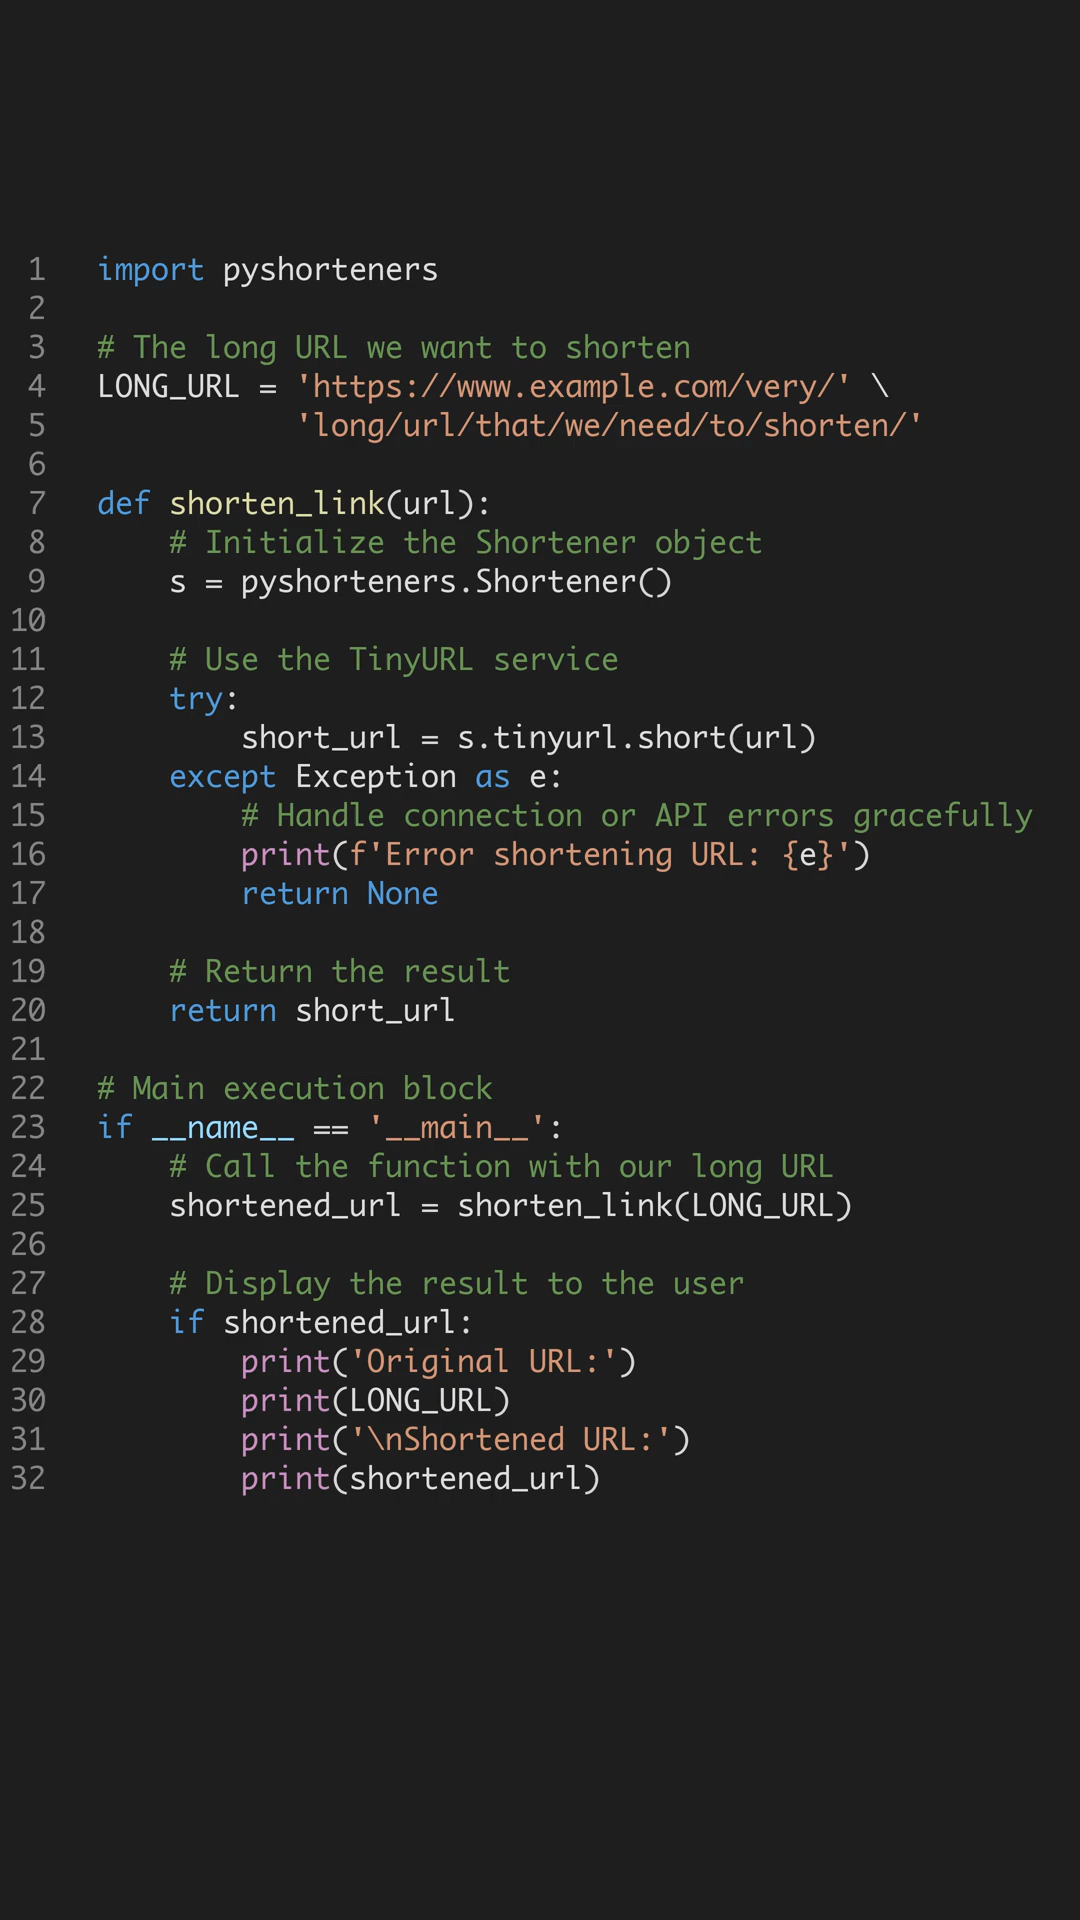 1 import pyshorteners
2
3 # The long URL we want to shorten
4 LONG_URL = 'https://www.example.com/very/' \
5            'long/url/that/we/need/to/shorten/'
6
7 def shorten_link(url):
8     # Initialize the Shortener object
9     s = pyshorteners.Shortener()
10
11     # Use the TinyURL service
12     try:
13         short_url = s.tinyurl.short(url)
14     except Exception as e:
15         # Handle connection or API errors gracefully
16         print(f'Error shortening URL: {e}')
17         return None
18
19     # Return the result
20     return short_url
21
22 # Main execution block
23 if __name__ == '__main__':
24     # Call the function with our long URL
25     shortened_url = shorten_link(LONG_URL)
26
27     # Display the result to the user
28     if shortened_url:
29         print('Original URL:')
30         print(LONG_URL)
31         print('\nShortened URL:')
32         print(shortened_url)